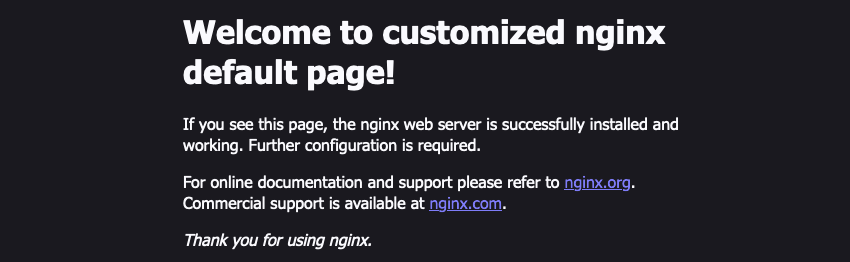 Welcome to customized nginx
default page!
If you see this page, the nginx web server is successfully installed and
working. Further configuration is required.
For online documentation and support please refer to nginx.org.
Commercial support is available at nginx.com.
Thank you for using nginx.